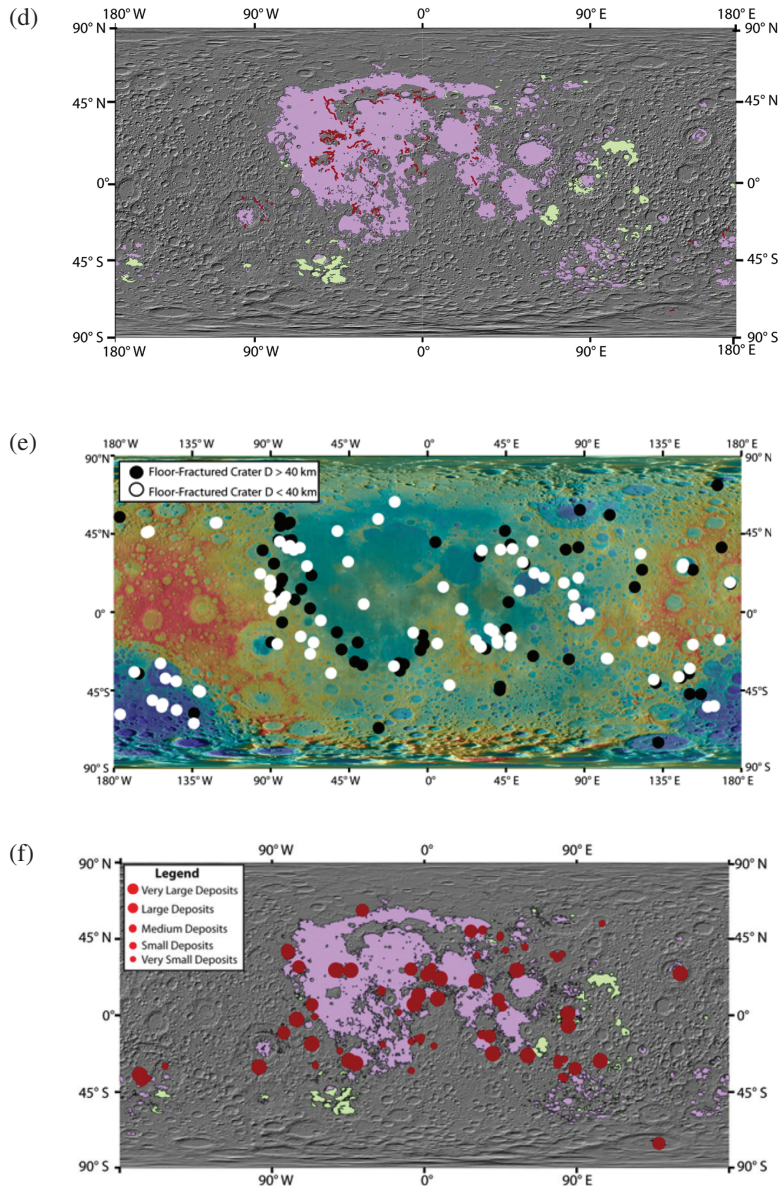 (d)
90° N
90° W
0°
90° E
180° E
90° N
45° N
45° N
0°
0°
45° S
45° S
90° S
90° S
180° W
90° W
0°
90° E
180° E
(e)
180° W
135° W
90° W
45° W
0°
45° E
90° E
135° E
180° E
90° N
90° N
Floor-Fractured Crater D > 40 km
Floor-Fractured Crater D < 40 km
45° N
45° N
0°
0°
45° S
45° S
90° S
90° S
180° W
135° W
90° W
45° W
0°
45° E
90° E
135° E
180° E
(f)
90° W
0°
90° E
90° N
90° N
Legend
Very Large Deposits
Large Deposits
Medium Deposits
Small Deposits
Very Small Deposits
45° N
45° N
0°
0°
45° S
45° S
90° S
90° S
90° W
0°
90° E